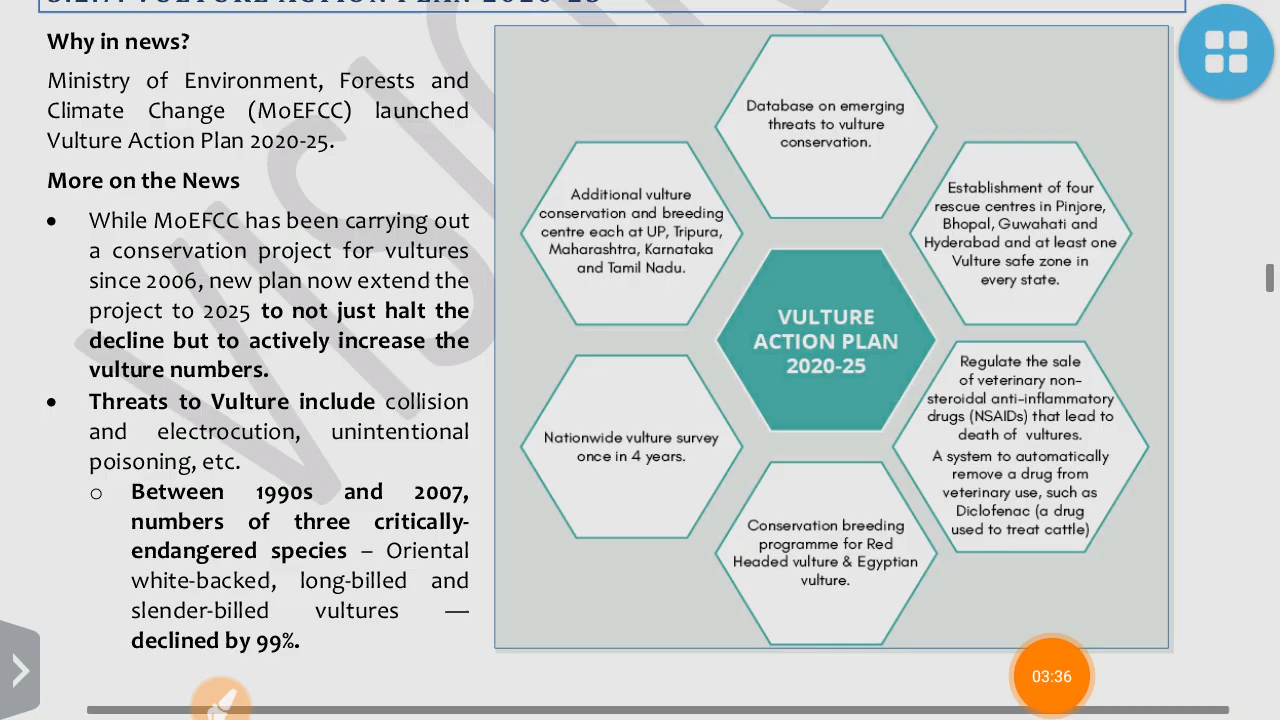 5.2.7. VULTURE ACTION PLAN 2020-25
Why in news?
Ministry of Environment, Forests and
Climate Change (MoEFCC) launched
Vulture Action Plan 2020-25.
More on the News
• While MoEFCC has been carrying out
a conservation project for vultures
since 2006, new plan now extend the
project to 2025 to not just halt the
decline but to actively increase the
vulture numbers.
• Threats to Vulture include collision
and electrocution, unintentional
poisoning, etc.
o Between 1990s and 2007,
numbers of three critically-
endangered species – Oriental
white-backed, long-billed and
slender-billed vultures —
declined by 99%.
Database on emerging
threats to vulture
conservation.
Additional vulture
conservation and breeding
centre each at UP, Tripura,
Maharashtra, Karnataka
and Tamil Nadu.
Establishment of four
rescue centres in Pinjore,
Bhopal, Guwahati and
Hyderabad and at least one
Vulture safe zone in
every state.
VULTURE
ACTION PLAN
2020-25
Regulate the sale
of veterinary non-
steroidal anti-inflammatory
drugs (NSAIDs) that lead to
death of vultures.
A system to automatically
remove a drug from
veterinary use, such as
Diclofenac (a drug
used to treat cattle)
Nationwide vulture survey
once in 4 years.
Conservation breeding
programme for Red
Headed vulture & Egyptian
vulture.
03:36